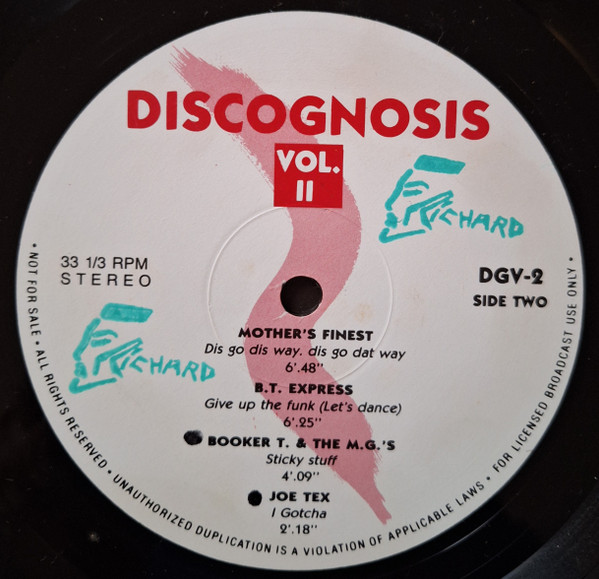 DISCOGNOSIS
VOL.
II
RICHARD
33 1/3 RPM
STEREO
DGV-2
SIDE TWO
RICHARD
MOTHER'S FINEST
Dis go dis way. dis go dat way
6'.48"
B.T. EXPRESS
Give up the funk (Let's dance)
6'.25"
BOOKER T. & THE M.G.'S
Sticky stuff
4'.09"
JOE TEX
I Gotcha
2'.18"
• NOT FOR SALE • ALL RIGHTS RESERVED • UNAUTHORIZED DUPLICATION IS A VIOLATION OF APPLICABLE LAWS • FOR LICENSED BROADCAST USE ONLY •